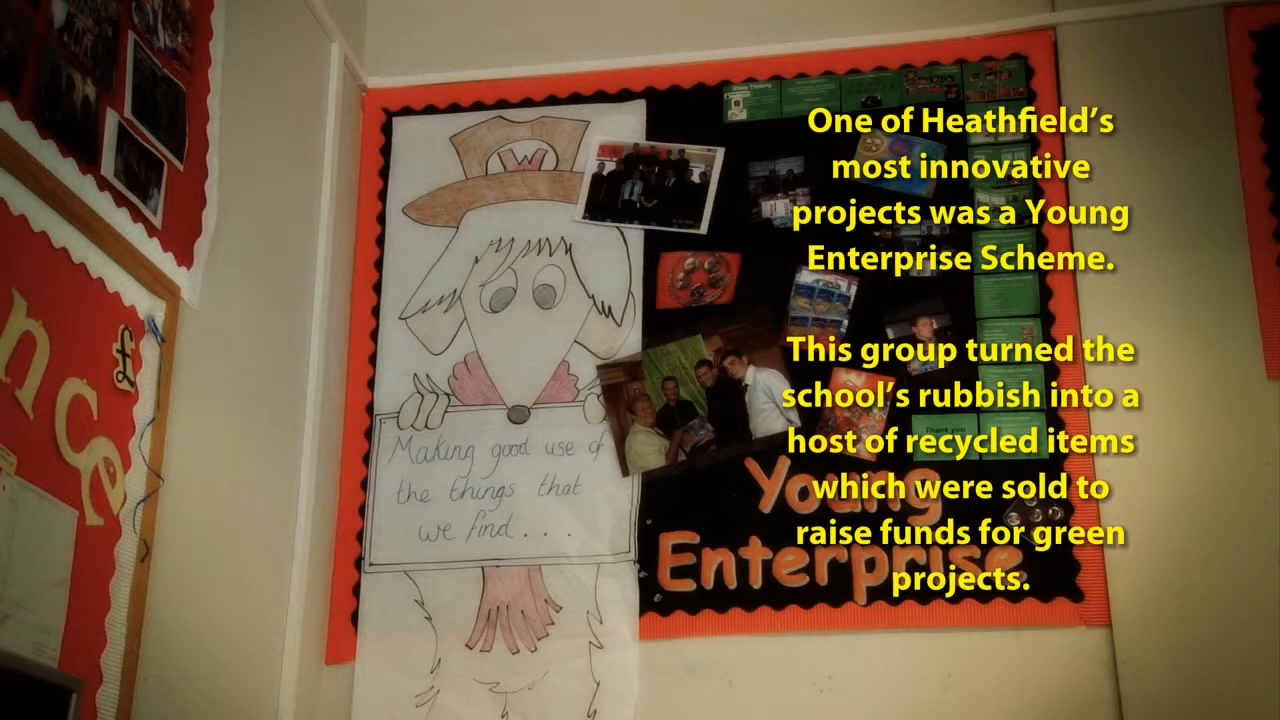 One of Heathfield's
most innovative
projects was a Young
Enterprise Scheme.
This group turned the
school's rubbish into a
host of recycled items
which were sold to
raise funds for green
projects.
W
Making good use of
the things that
we find...
Young
Enterprise
Thank you
nce
£